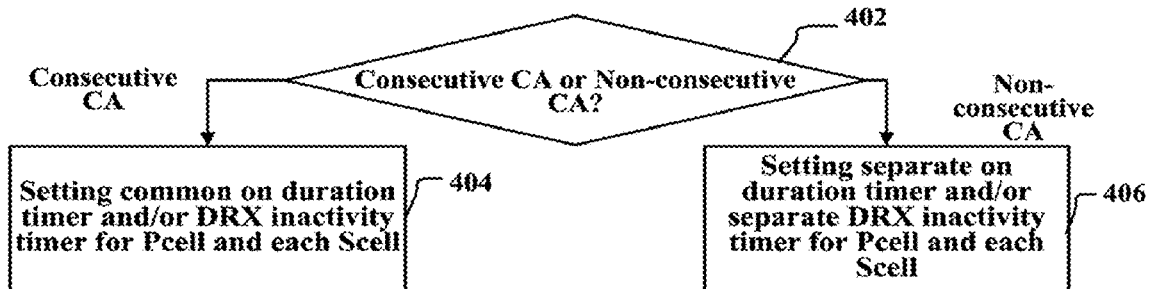 402
Consecutive
CA
Consecutive CA or Non-consecutive
CA?
Non-
consecutive
CA
Setting common on duration
timer and/or DRX inactivity
timer for Pcell and each Scell
404
Setting separate on
duration timer and/or
separate DRX inactivity
timer for Pcell and each
Scell
406